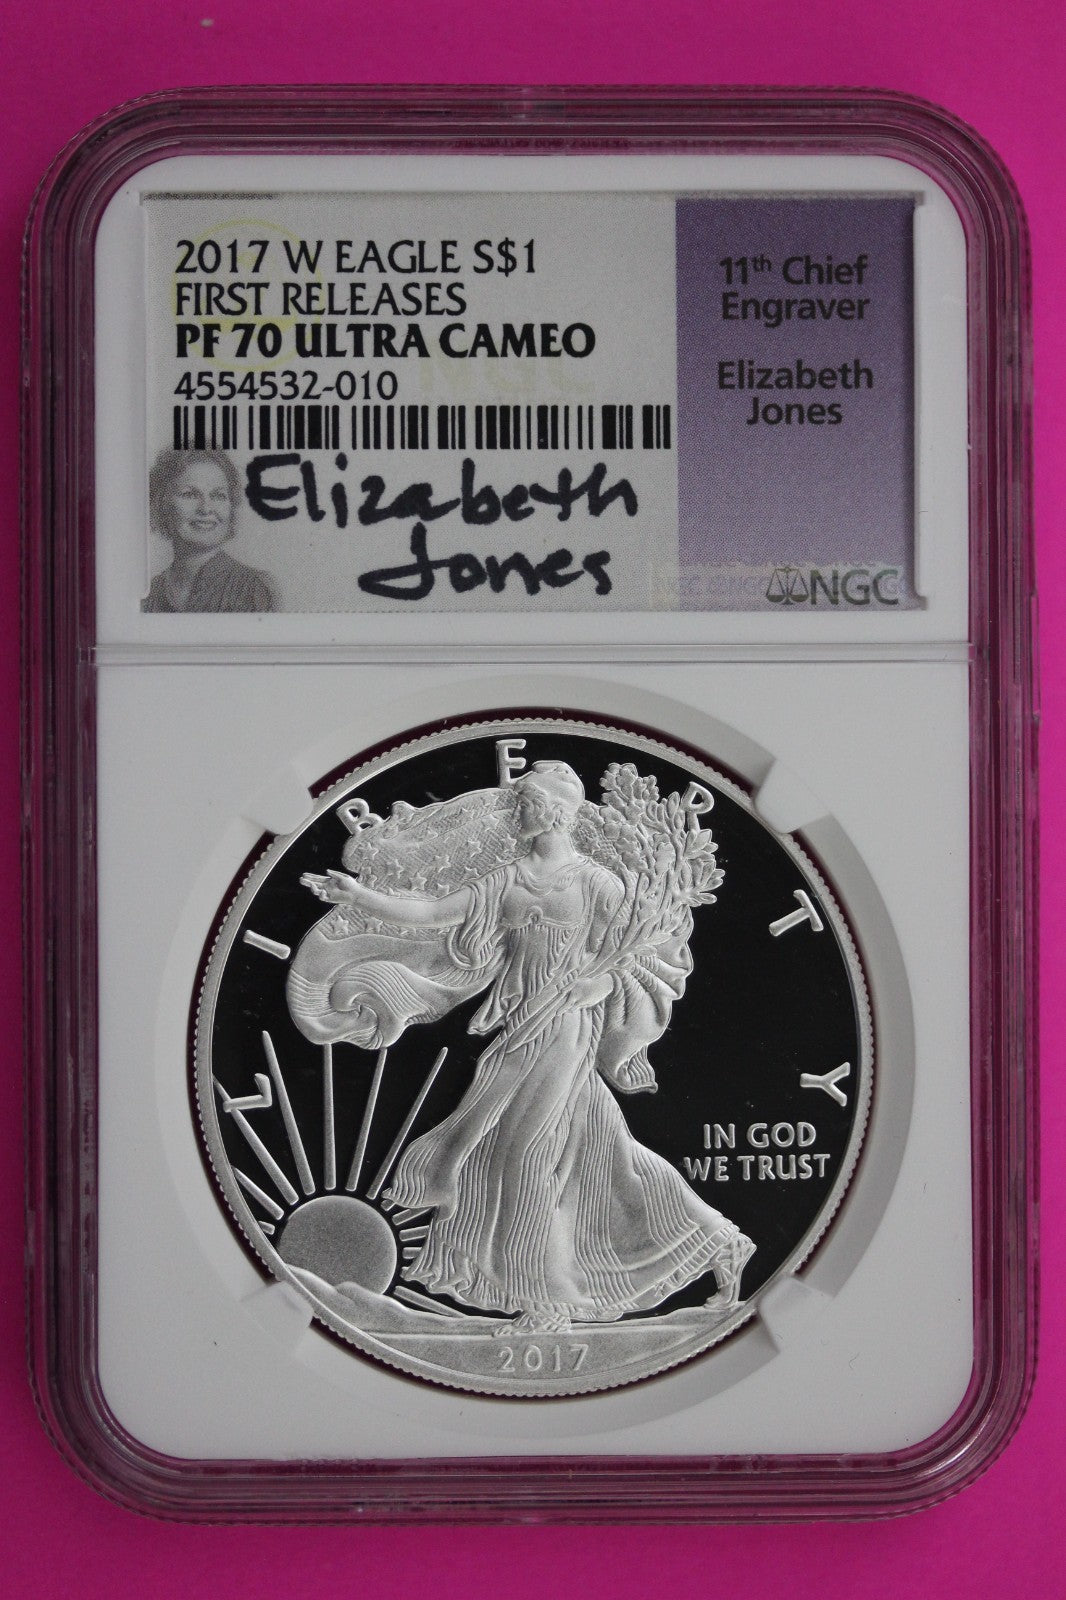 2017 W EAGLE S$1
FIRST RELEASES
PF 70 ULTRA CAMEO
4554532-010
11th Chief
Engraver
Elizabeth
Jones
Elizabeth
Jones
NGC
LIBERTY
IN GOD
WE TRUST
2017